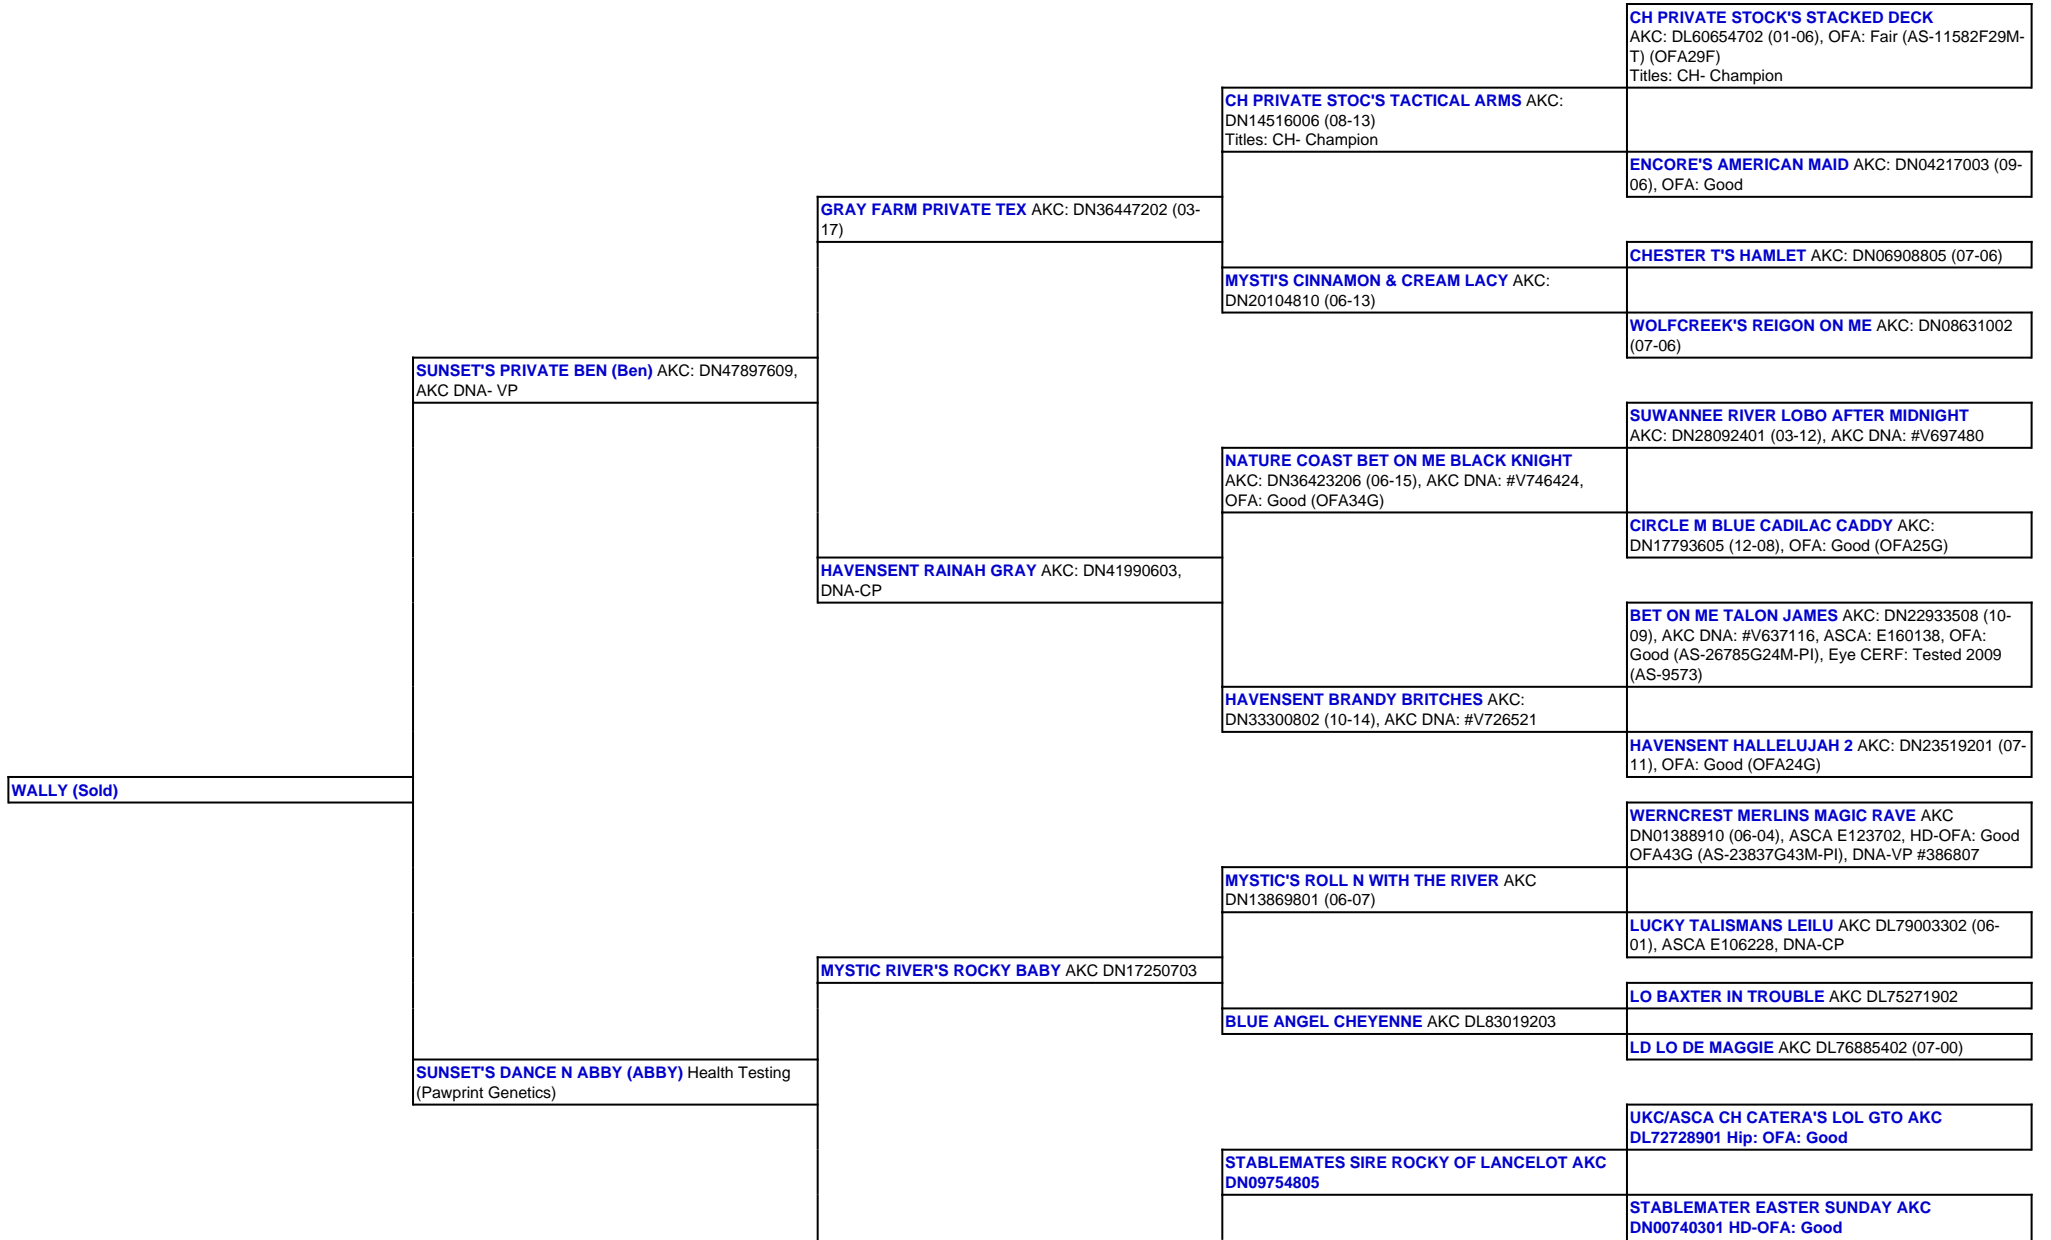 CH PRIVATE STOCK'S STACKED DECK
AKC: DL60654702 (01-06), OFA: Fair (AS-11582F29M-
T) (OFA29F)
Titles: CH- Champion
CH PRIVATE STOC'S TACTICAL ARMS AKC:
DN14516006 (08-13)
Titles: CH- Champion
ENCORE'S AMERICAN MAID AKC: DN04217003 (09-
06), OFA: Good
GRAY FARM PRIVATE TEX AKC: DN36447202 (03-
17)
CHESTER T'S HAMLET AKC: DN06908805 (07-06)
MYSTI'S CINNAMON & CREAM LACY AKC:
DN20104810 (06-13)
WOLFCREEK'S REIGON ON ME AKC: DN08631002
(07-06)
SUNSET'S PRIVATE BEN (Ben) AKC: DN47897609,
AKC DNA- VP
SUWANNEE RIVER LOBO AFTER MIDNIGHT
AKC: DN28092401 (03-12), AKC DNA: #V697480
NATURE COAST BET ON ME BLACK KNIGHT
AKC: DN36423206 (06-15), AKC DNA: #V746424,
OFA: Good (OFA34G)
CIRCLE M BLUE CADILAC CADDY AKC:
DN17793605 (12-08), OFA: Good (OFA25G)
HAVENSENT RAINAH GRAY AKC: DN41990603,
DNA-CP
BET ON ME TALON JAMES AKC: DN22933508 (10-
09), AKC DNA: #V637116, ASCA: E160138, OFA:
Good (AS-26785G24M-PI), Eye CERF: Tested 2009
(AS-9573)
HAVENSENT BRANDY BRITCHES AKC:
DN33300802 (10-14), AKC DNA: #V726521
HAVENSENT HALLELUJAH 2 AKC: DN23519201 (07-
11), OFA: Good (OFA24G)
WALLY (Sold)
WERNCREST MERLINS MAGIC RAVE AKC
DN01388910 (06-04), ASCA E123702, HD-OFA: Good
OFA43G (AS-23837G43M-PI), DNA-VP #386807
MYSTIC'S ROLL N WITH THE RIVER AKC
DN13869801 (06-07)
LUCKY TALISMANS LEILU AKC DL79003302 (06-
01), ASCA E106228, DNA-CP
MYSTIC RIVER'S ROCKY BABY AKC DN17250703
LO BAXTER IN TROUBLE AKC DL75271902
BLUE ANGEL CHEYENNE AKC DL83019203
LD LO DE MAGGIE AKC DL76885402 (07-00)
SUNSET'S DANCE N ABBY (ABBY) Health Testing
(Pawprint Genetics)
UKC/ASCA CH CATERA'S LOL GTO AKC
DL72728901 Hip: OFA: Good
STABLEMATES SIRE ROCKY OF LANCELOT AKC
DN09754805
STABLEMATER EASTER SUNDAY AKC
DN00740301 HD-OFA: Good